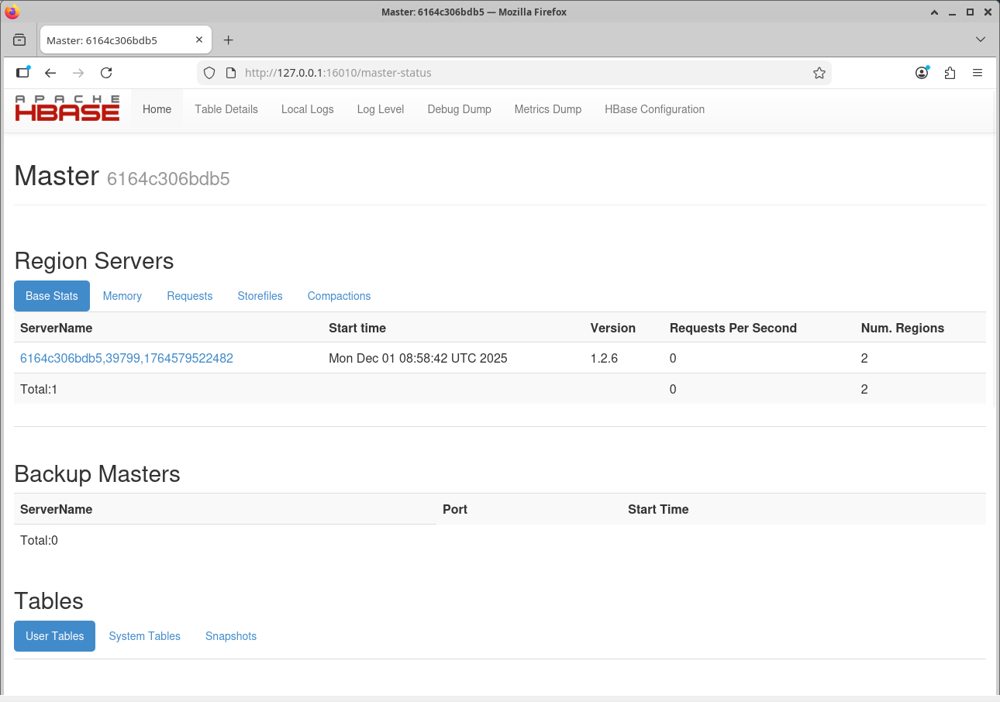 Master: 6164c306bdb5 — Mozilla Firefox
Master: 6164c306bdb5
http://127.0.0.1:16010/master-status
APACHE
HBASE
Home Table Details Local Logs Log Level Debug Dump Metrics Dump HBase Configuration
Master 6164c306bdb5
Region Servers
Base Stats Memory Requests Storefiles Compactions
ServerName Start time Version Requests Per Second Num. Regions
6164c306bdb5,39799,1764579522482 Mon Dec 01 08:58:42 UTC 2025 1.2.6 0 2
Total:1 0 2
Backup Masters
ServerName Port Start Time
Total:0
Tables
User Tables System Tables Snapshots